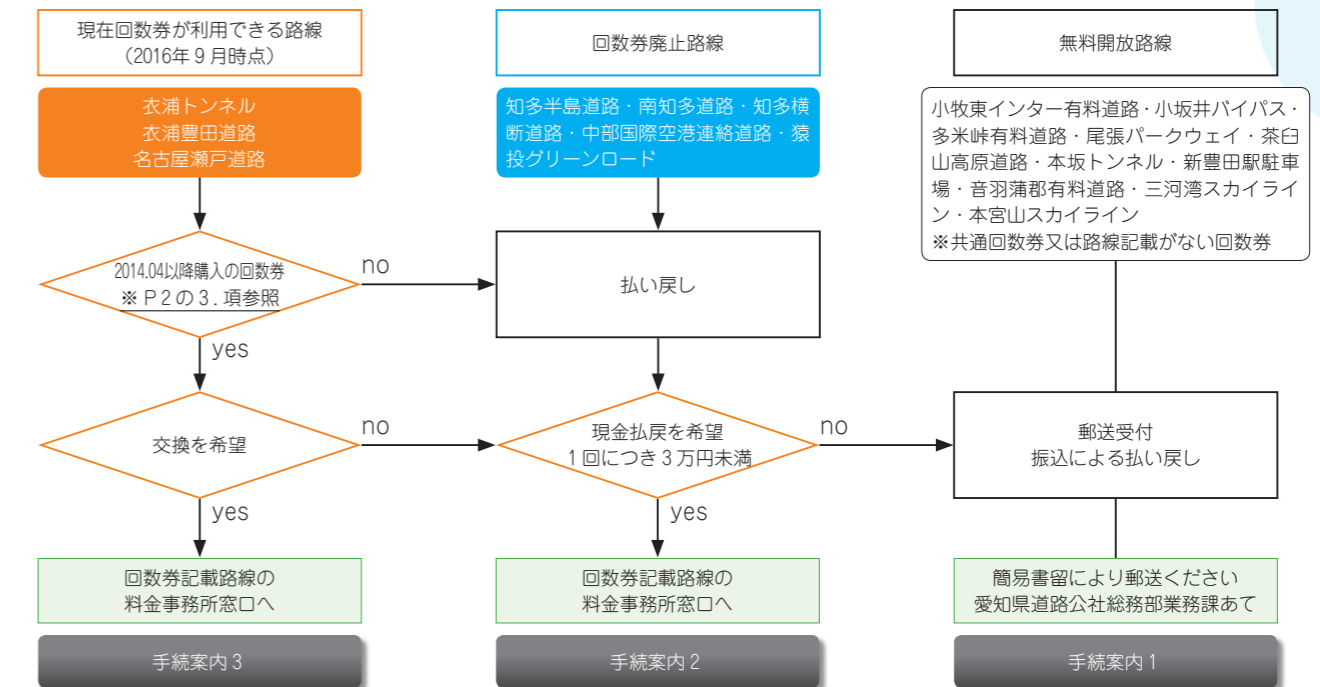 現在回数券が利用できる路線
（2016年９月時点）
衣浦トンネル
衣浦豊田道路
名古屋瀬戸道路
2014.04以降購入の回数券
※Ｐ２の３.項参照
no
yes
交換を希望
no
yes
回数券記載路線の
料金事務所窓口へ
手続案内３
回数券廃止路線
知多半島道路・南知多道路・知多横
断道路・中部国際空港連絡道路・猿
投グリーンロード
払い戻し
現金払戻を希望
１回につき３万円未満
no
yes
回数券記載路線の
料金事務所窓口へ
手続案内２
無料開放路線
小牧東インター有料道路・小坂井バイパス・
多米峠有料道路・尾張パークウェイ・茶臼
山高原道路・本坂トンネル・新豊田駅駐車
場・音羽蒲郡有料道路・三河湾スカイライ
ン・本宮山スカイライン
※共通回数券又は路線記載がない回数券
郵送受付
振込による払い戻し
簡易書留により郵送ください
愛知県道路公社総務部業務課あて
手続案内１